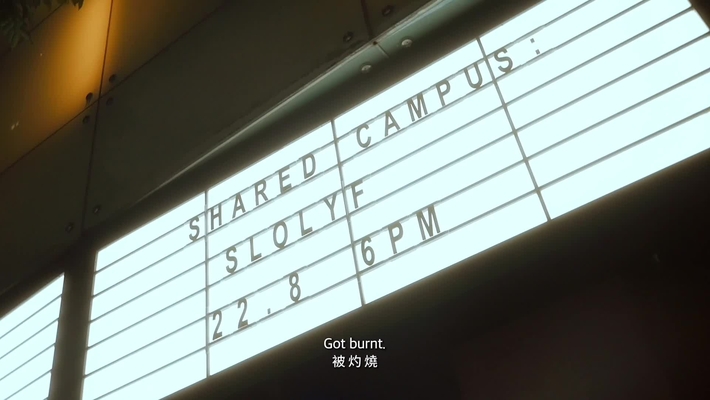 SHARED CAMPUS:
SLOLYF
22.8 6PM
Got burnt.
被灼燒